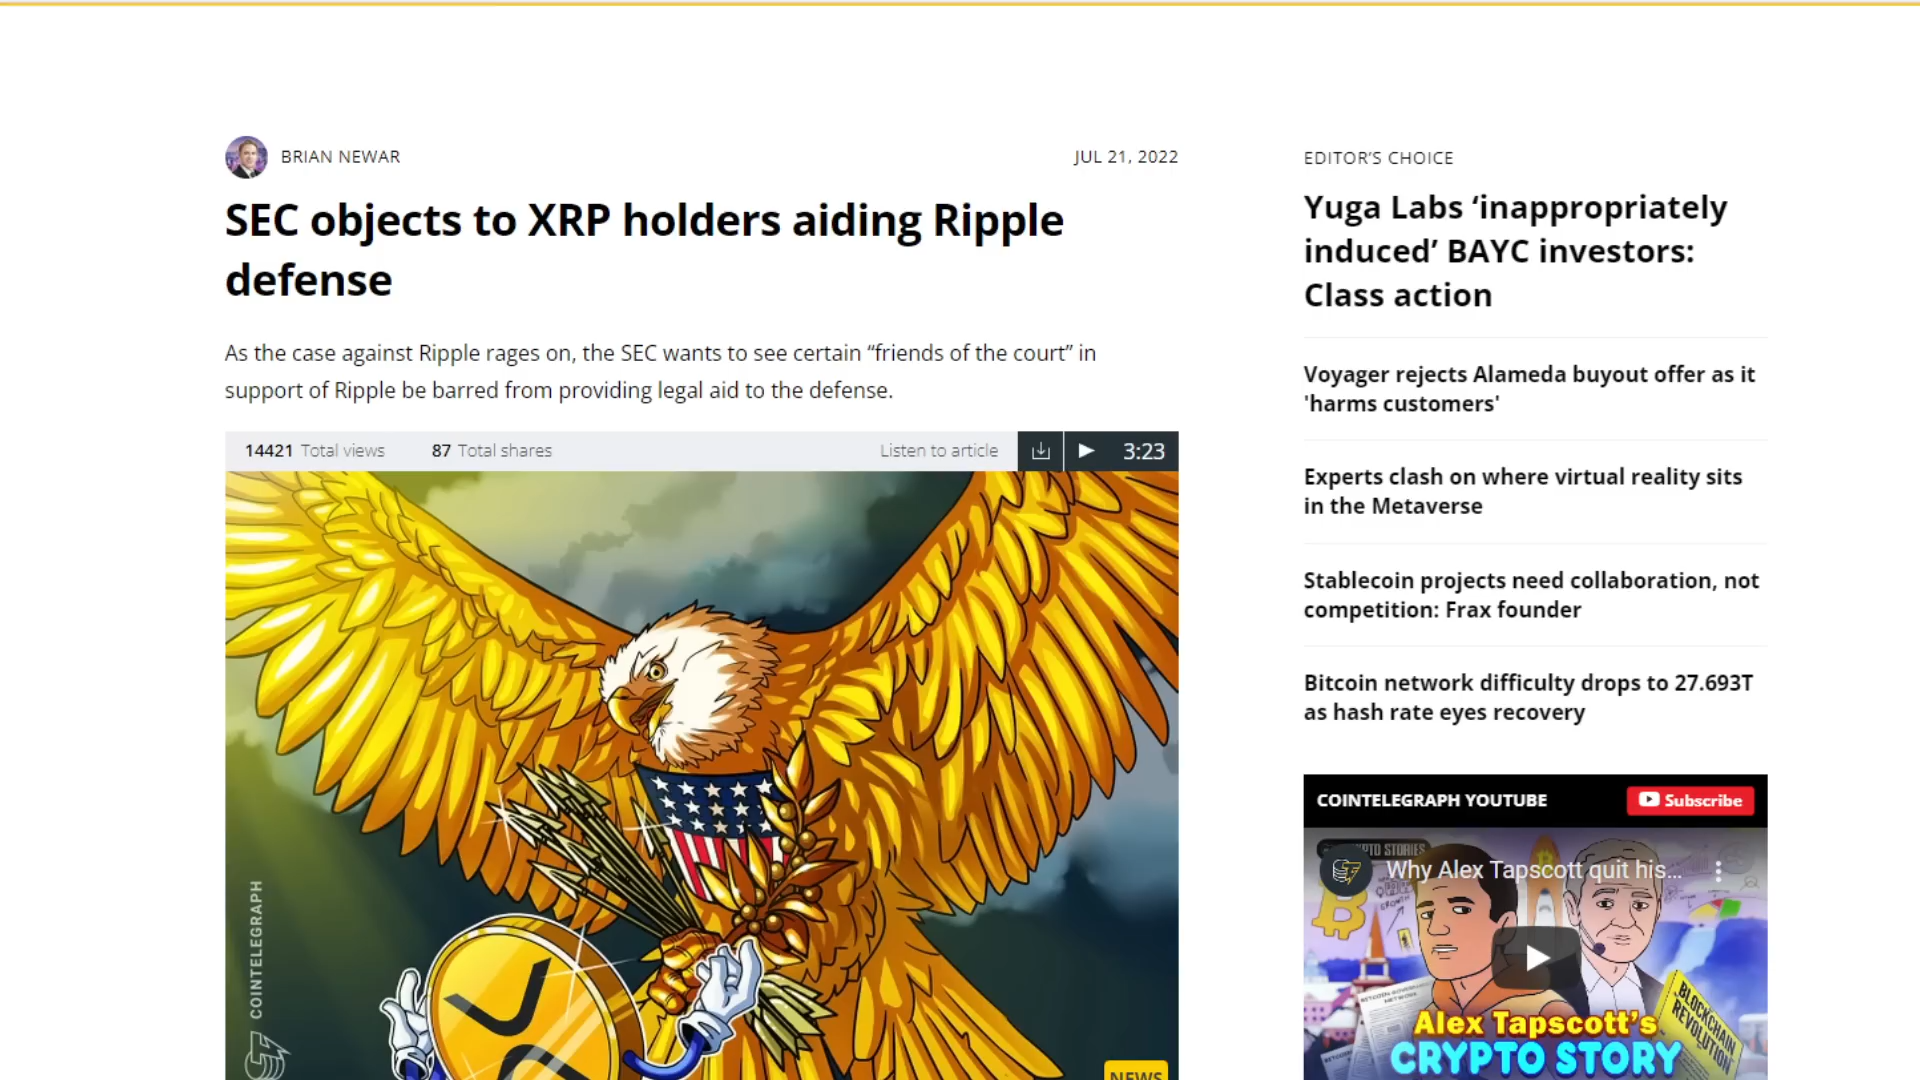 BRIAN NEWAR
JUL 21, 2022
SEC objects to XRP holders aiding Ripple
defense
As the case against Ripple rages on, the SEC wants to see certain “friends of the court” in
support of Ripple be barred from providing legal aid to the defense.
14421 Total views 87 Total shares Listen to article 3:23
COINTELEGRAPH
NEWS
EDITOR’S CHOICE
Yuga Labs ‘inappropriately
induced’ BAYC investors:
Class action
Voyager rejects Alameda buyout offer as it
'harms customers'
Experts clash on where virtual reality sits
in the Metaverse
Stablecoin projects need collaboration, not
competition: Frax founder
Bitcoin network difficulty drops to 27.693T
as hash rate eyes recovery
COINTELEGRAPH YOUTUBE
Subscribe
STORIES
Why Alex Tapscott quit his...
GROWTH
BLOCKCHAIN
REVOLUTION
Alex Tapscott’s
CRYPTO STORY